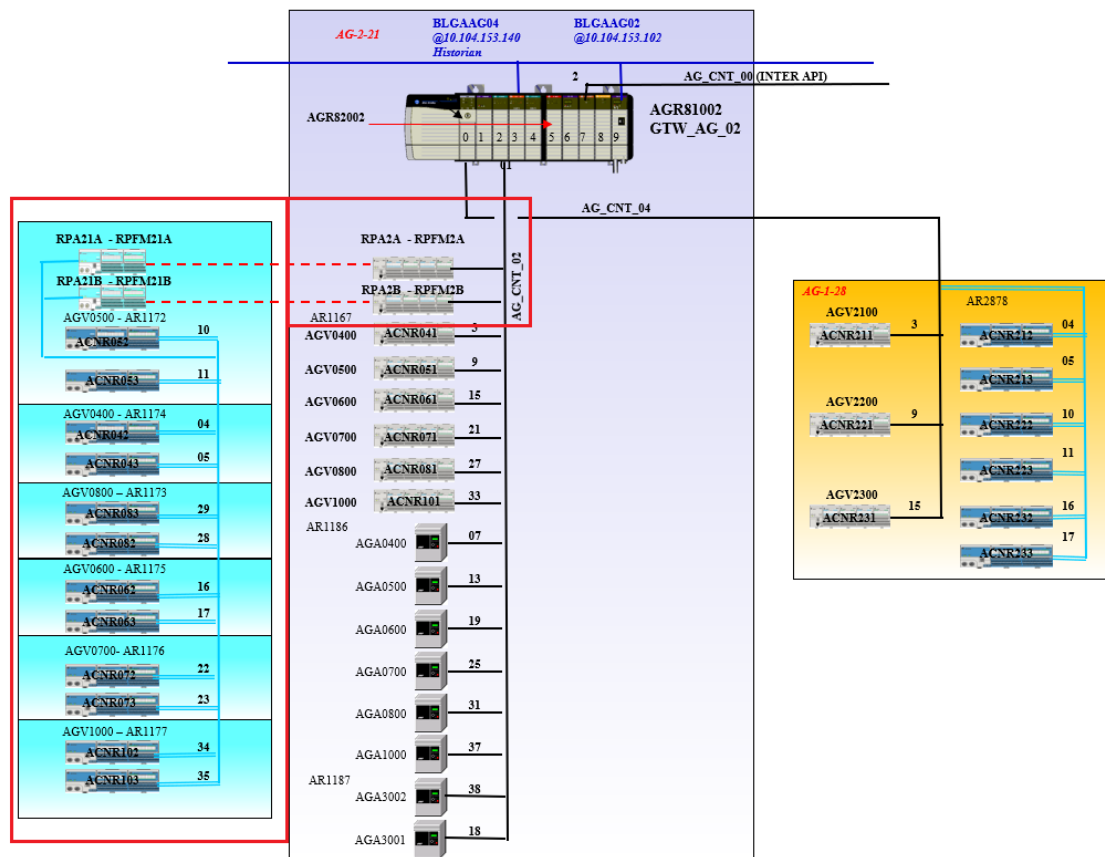 AG-2-21
BLGAAG04
@10.104.153.140
Historian
BLGAAG02
@10.104.153.102
2
AG_CNT_00 (INTER API)
AGR82002
0 1 2 3 4 5 6 7 8 9
AGR81002
GTW_AG_02
01
AG_CNT_04
AG_CNT_02
RPA21A - RPFM21A
RPA21B - RPFM21B
AGV0500 - AR1172
ACNR052 10
ACNR053 11
AGV0400 - AR1174
ACNR042 04
ACNR043 05
AGV0800 – AR1173
ACNR083 29
ACNR082 28
AGV0600 - AR1175
ACNR062 16
ACNR063 17
AGV0700- AR1176
ACNR072 22
ACNR073 23
AGV1000 – AR1177
ACNR102 34
ACNR103 35
RPA2A - RPFM2A
RPA2B - RPFM2B
AR1167
AGV0400 ACNR041 3
AGV0500 ACNR051 9
AGV0600 ACNR061 15
AGV0700 ACNR071 21
AGV0800 ACNR081 27
AGV1000 ACNR101 33
AR1186
AGA0400 07
AGA0500 13
AGA0600 19
AGA0700 25
AGA0800 31
AGA1000 37
AR1187
AGA3002 38
AGA3001 18
AG-1-28
AR2878
AGV2100
ACNR211 3
ACNR212 04
ACNR213 05
AGV2200
ACNR221 9
ACNR222 10
ACNR223 11
AGV2300
ACNR231 15
ACNR232 16
ACNR233 17